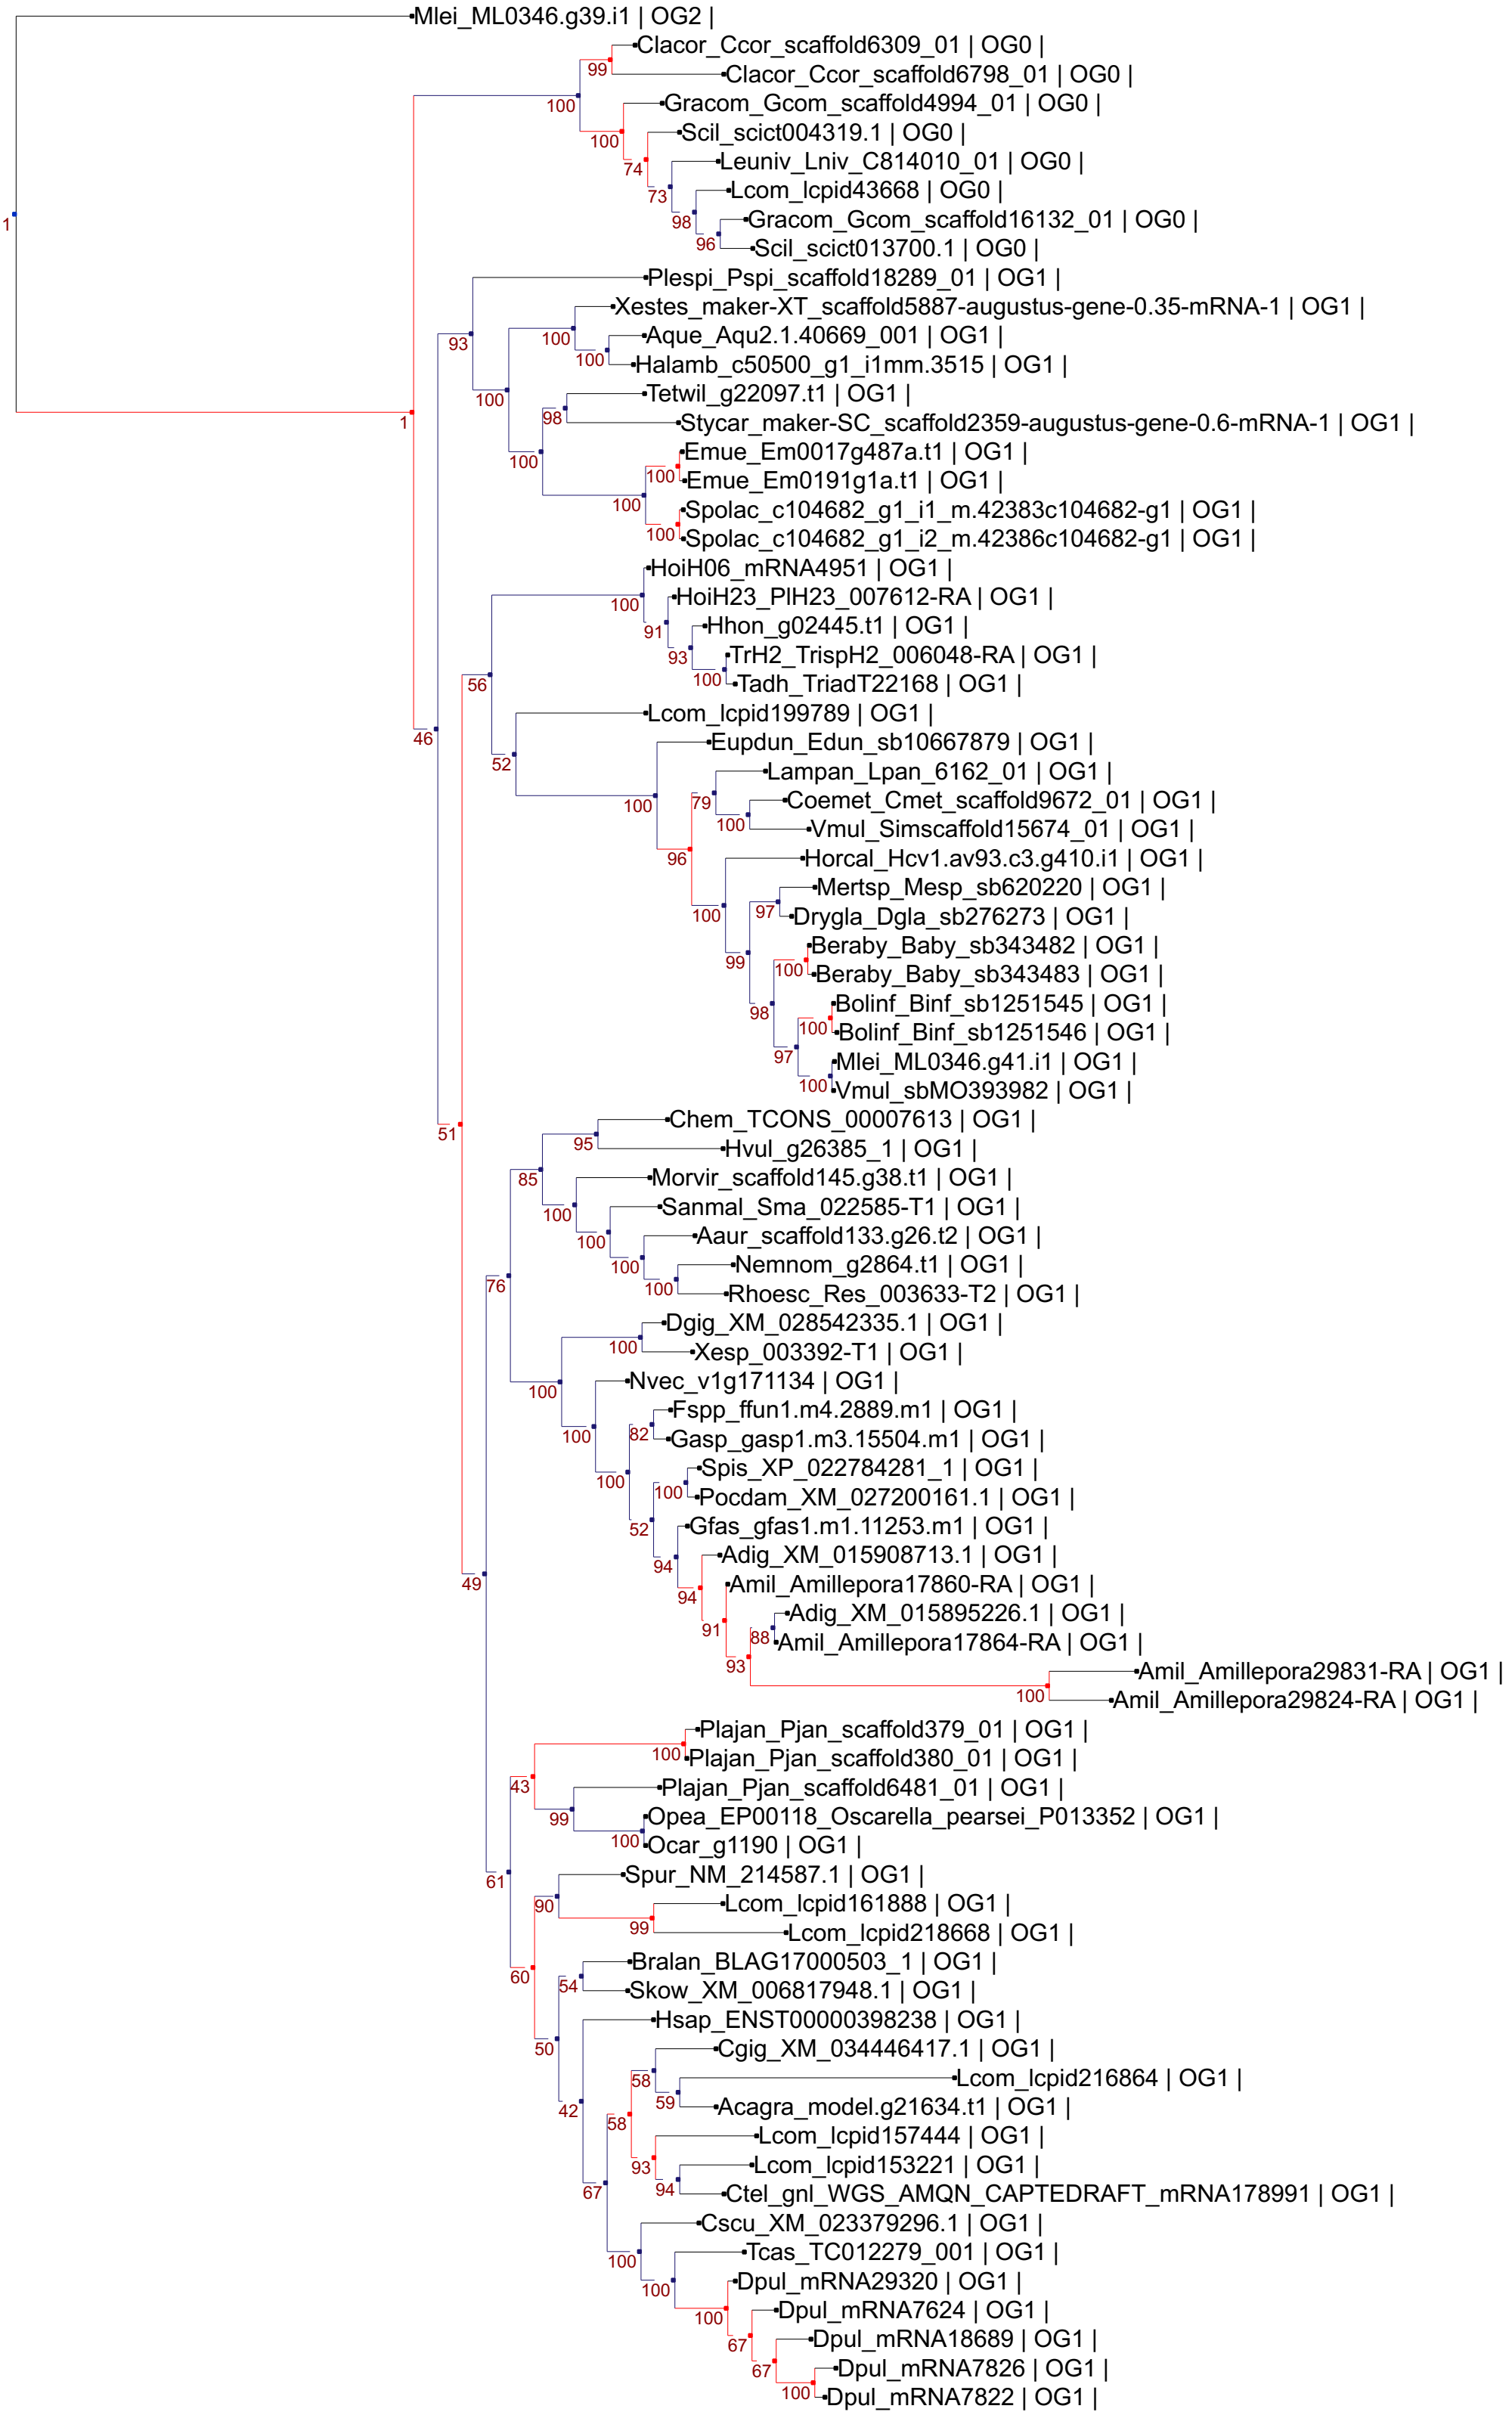 Mlei_ML0346.g39.i1 | OG2 |
Clacor_Ccor_scaffold6309_01 | OG0 |
99
Clacor_Ccor_scaffold6798_01 | OG0 |
100
Gracom_Gcom_scaffold4994_01 | OG0 |
100
Scil_scict004319.1 | OG0 |
74
Leuniv_Lniv_C814010_01 | OG0 |
73
Lcom_lcpid43668 | OG0 |
98
Gracom_Gcom_scaffold16132_01 | OG0 |
1
96
Scil_scict013700.1 | OG0 |
Plespi_Pspi_scaffold18289_01 | OG1 |
Xestes_maker-XT_scaffold5887-augustus-gene-0.35-mRNA-1 | OG1 |
93
100
Aque_Aqu2.1.40669_001 | OG1 |
100
Halamb_c50500_g1_i1mm.3515 | OG1 |
100
Tetwil_g22097.t1 | OG1 |
1
98
Stycar_maker-SC_scaffold2359-augustus-gene-0.6-mRNA-1 | OG1 |
100
Emue_Em0017g487a.t1 | OG1 |
100
Emue_Em0191g1a.t1 | OG1 |
100
Spolac_c104682_g1_i1_m.42383c104682-g1 | OG1 |
100
Spolac_c104682_g1_i2_m.42386c104682-g1 | OG1 |
HoiH06_mRNA4951 | OG1 |
100
HoiH23_PlH23_007612-RA | OG1 |
91
Hhon_g02445.t1 | OG1 |
93
TrH2_TrispH2_006048-RA | OG1 |
100
56
Tadh_TriadT22168 | OG1 |
Lcom_lcpid199789 | OG1 |
46
Eupdun_Edun_sb10667879 | OG1 |
52
Lampan_Lpan_6162_01 | OG1 |
100
79
Coemet_Cmet_scaffold9672_01 | OG1 |
100
Vmul_Simscaffold15674_01 | OG1 |
96
Horcal_Hcv1.av93.c3.g410.i1 | OG1 |
Mertsp_Mesp_sb620220 | OG1 |
100
97
Drygla_Dgla_sb276273 | OG1 |
Beraby_Baby_sb343482 | OG1 |
99
100
Beraby_Baby_sb343483 | OG1 |
Bolinf_Binf_sb1251545 | OG1 |
98
100
Bolinf_Binf_sb1251546 | OG1 |
97
Mlei_ML0346.g41.i1 | OG1 |
100
Vmul_sbMO393982 | OG1 |
Chem_TCONS_00007613 | OG1 |
51
95
Hvul_g26385_1 | OG1 |
85
Morvir_scaffold145.g38.t1 | OG1 |
100
Sanmal_Sma_022585-T1 | OG1 |
100
Aaur_scaffold133.g26.t2 | OG1 |
100
Nemnom_g2864.t1 | OG1 |
76
100
Rhoesc_Res_003633-T2 | OG1 |
Dgig_XM_028542335.1 | OG1 |
100
Xesp_003392-T1 | OG1 |
100
Nvec_v1g171134 | OG1 |
Fspp_ffun1.m4.2889.m1 | OG1 |
100
82
Gasp_gasp1.m3.15504.m1 | OG1 |
Spis_XP_022784281_1 | OG1 |
100
100
Pocdam_XM_027200161.1 | OG1 |
52
Gfas_gfas1.m1.11253.m1 | OG1 |
94
Adig_XM_015908713.1 | OG1 |
49
94
Amil_Amillepora17860-RA | OG1 |
91
Adig_XM_015895226.1 | OG1 |
88
Amil_Amillepora17864-RA | OG1 |
93
Amil_Amillepora29831-RA | OG1 |
100
Amil_Amillepora29824-RA | OG1 |
Plajan_Pjan_scaffold379_01 | OG1 |
100
Plajan_Pjan_scaffold380_01 | OG1 |
43
Plajan_Pjan_scaffold6481_01 | OG1 |
99
Opea_EP00118_Oscarella_pearsei_P013352 | OG1 |
100
Ocar_g1190 | OG1 |
61
Spur_NM_214587.1 | OG1 |
90
Lcom_lcpid161888 | OG1 |
99
Lcom_lcpid218668 | OG1 |
60
Bralan_BLAG17000503_1 | OG1 |
54
Skow_XM_006817948.1 | OG1 |
Hsap_ENST00000398238 | OG1 |
50
Cgig_XM_034446417.1 | OG1 |
58
Lcom_lcpid216864 | OG1 |
59
42
Acagra_model.g21634.t1 | OG1 |
58
Lcom_lcpid157444 | OG1 |
93
Lcom_lcpid153221 | OG1 |
67
94
Ctel_gnl_WGS_AMQN_CAPTEDRAFT_mRNA178991 | OG1 |
Cscu_XM_023379296.1 | OG1 |
100
Tcas_TC012279_001 | OG1 |
100
Dpul_mRNA29320 | OG1 |
100
Dpul_mRNA7624 | OG1 |
67
Dpul_mRNA18689 | OG1 |
67
Dpul_mRNA7826 | OG1 |
100
Dpul_mRNA7822 | OG1 |